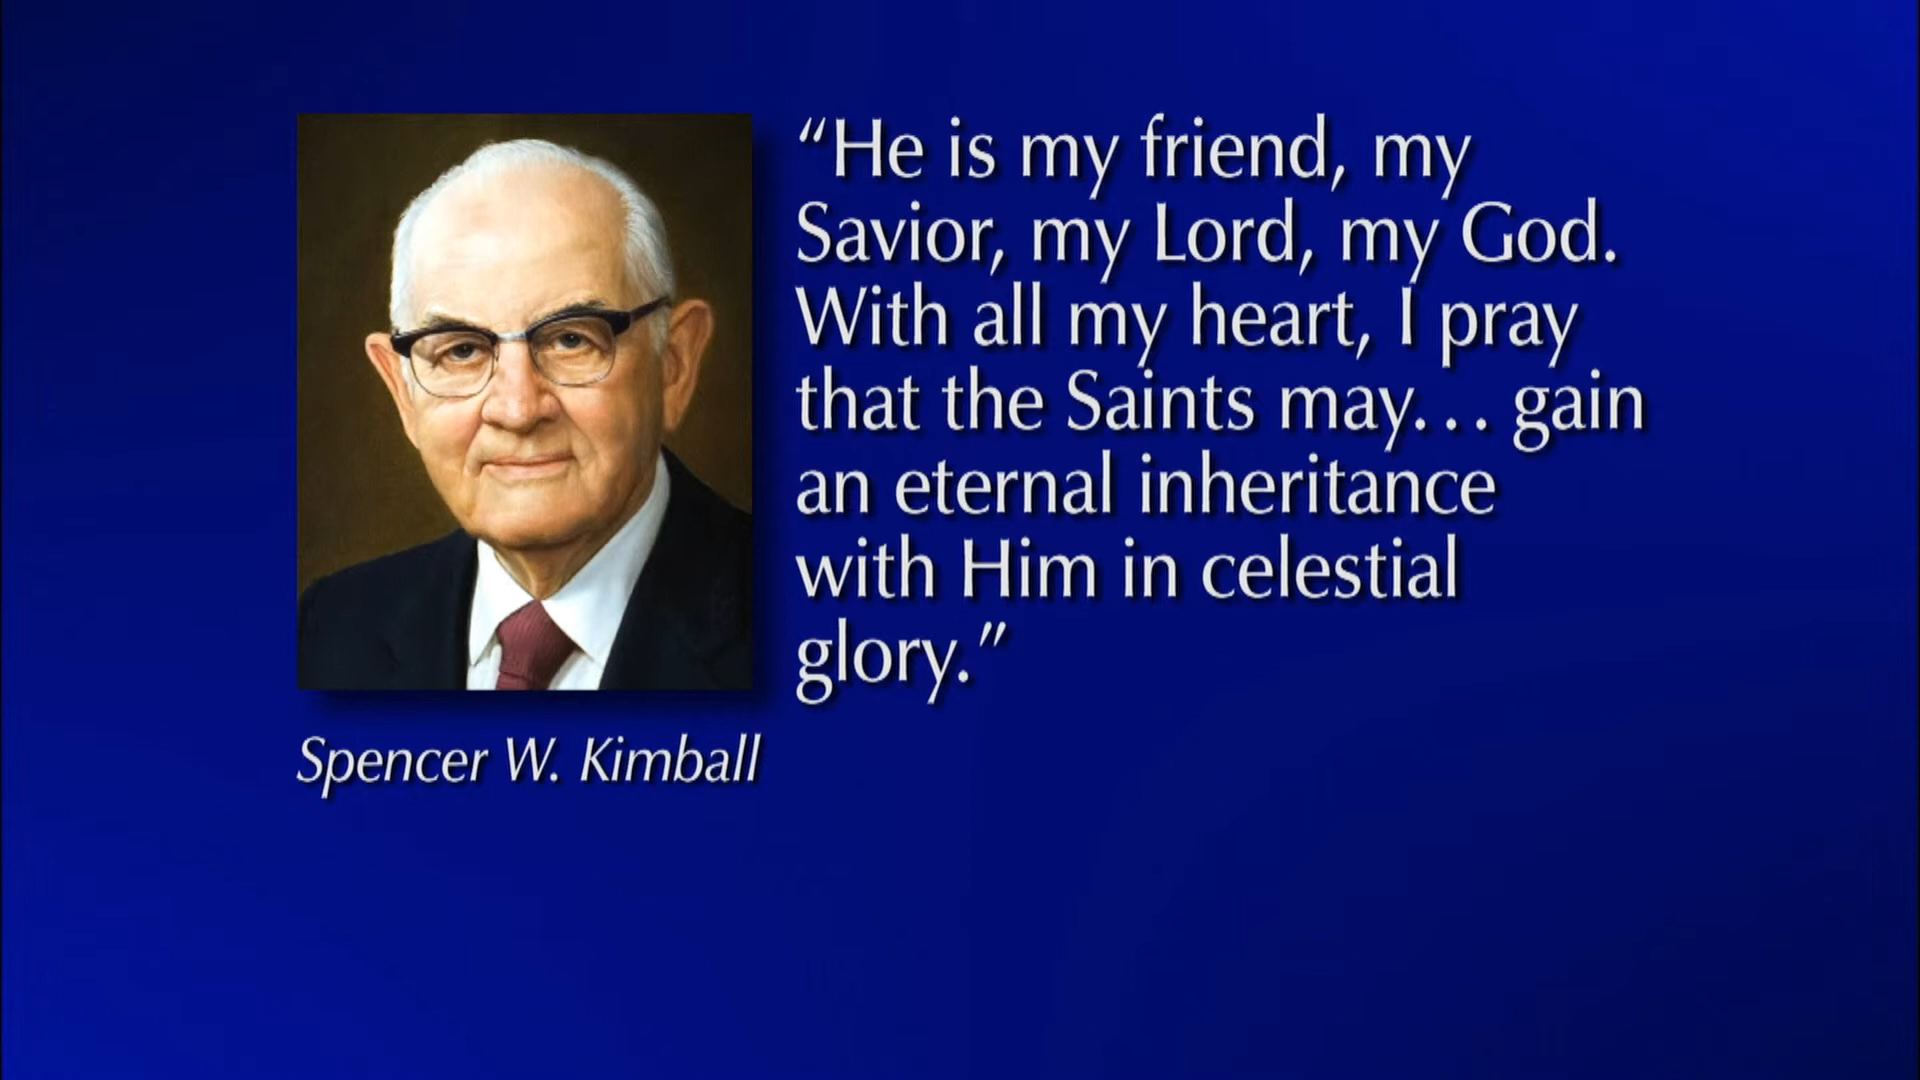 “He is my friend, my
Savior, my Lord, my God.
With all my heart, I pray
that the Saints may… gain
an eternal inheritance
with Him in celestial
glory.”
Spencer W. Kimball